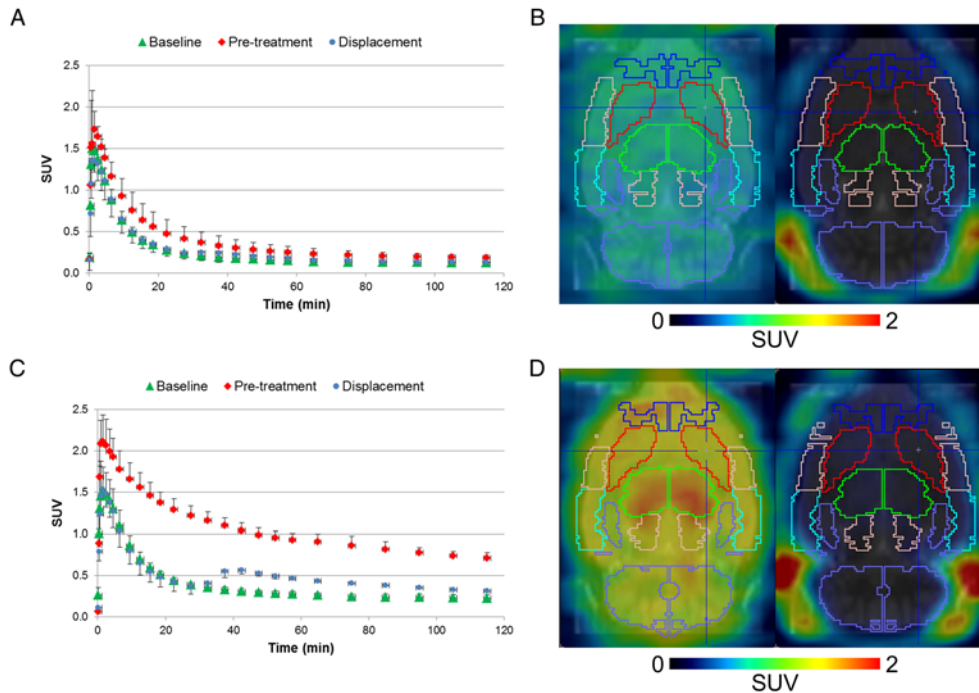 A
Baseline Pre-treatment Displacement
2.5
2.0
1.5
1.0
0.5
0.0
SUV
0 20 40 60 80 100 120
Time (min)
B
0 2
SUV
C
Baseline Pre-treatment Displacement
2.5
2.0
1.5
1.0
0.5
0.0
SUV
0 20 40 60 80 100 120
Time (min)
D
0 2
SUV